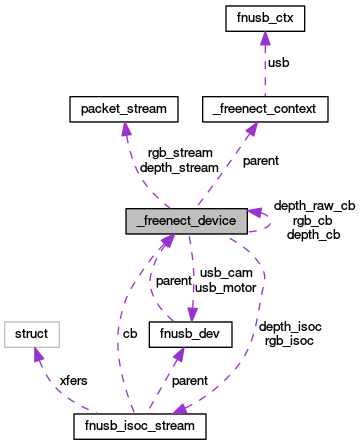 fnusb_ctx
usb
packet_stream
_freenect_context
rgb_stream
depth_stream
parent
_freenect_device
depth_raw_cb
rgb_cb
depth_cb
parent
usb_cam
usb_motor
cb
struct
fnusb_dev
depth_isoc
rgb_isoc
xfers
parent
fnusb_isoc_stream